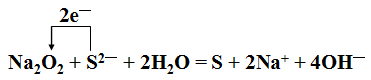 2e⁻
Na₂O₂ + S²⁻ + 2H₂O = S + 2Na⁺ + 4OH⁻